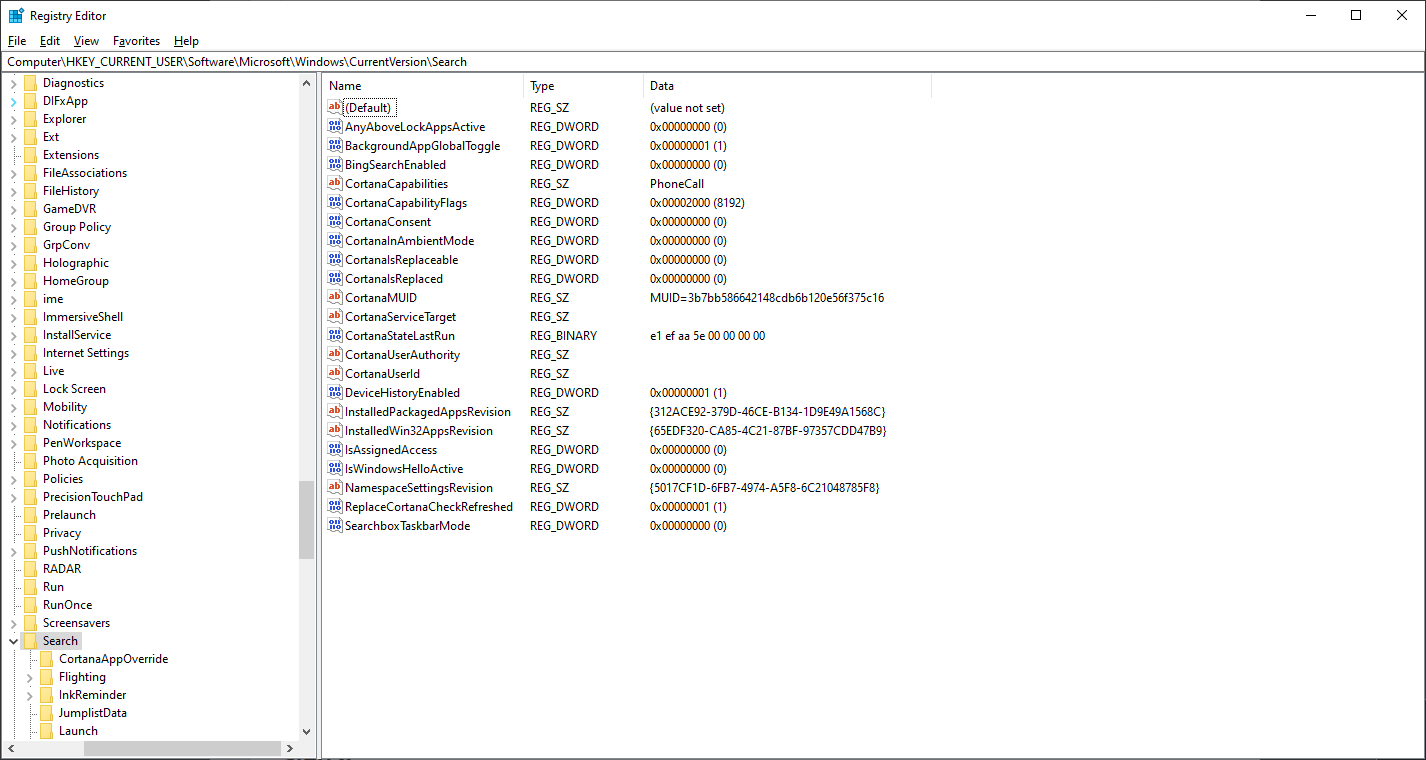 Registry Editor
File Edit View Favorites Help
Computer\HKEY_CURRENT_USER\Software\Microsoft\Windows\CurrentVersion\Search
Diagnostics
DIFxApp
Explorer
Ext
Extensions
FileAssociations
FileHistory
GameDVR
Group Policy
GrpConv
Holographic
HomeGroup
ime
ImmersiveShell
InstallService
Internet Settings
Live
Lock Screen
Mobility
Notifications
PenWorkspace
Photo Acquisition
Policies
PrecisionTouchPad
Prelaunch
Privacy
PushNotifications
RADAR
Run
RunOnce
Screensavers
Search
CortanaAppOverride
Flighting
InkReminder
JumplistData
Launch
Name Type Data
(Default) REG_SZ (value not set)
AnyAboveLockAppsActive REG_DWORD 0x00000000 (0)
BackgroundAppGlobalToggle REG_DWORD 0x00000001 (1)
BingSearchEnabled REG_DWORD 0x00000000 (0)
CortanaCapabilities REG_SZ PhoneCall
CortanaCapabilityFlags REG_DWORD 0x00002000 (8192)
CortanaConsent REG_DWORD 0x00000000 (0)
CortanaInAmbientMode REG_DWORD 0x00000000 (0)
CortanaIsReplaceable REG_DWORD 0x00000000 (0)
CortanaIsReplaced REG_DWORD 0x00000000 (0)
CortanaMUID REG_SZ MUID=3b7bb586642148cdb6b120e56f375c16
CortanaServiceTarget REG_SZ
CortanaStateLastRun REG_BINARY e1 ef aa 5e 00 00 00 00
CortanaUserAuthority REG_SZ
CortanaUserId REG_SZ
DeviceHistoryEnabled REG_DWORD 0x00000001 (1)
InstalledPackagedAppsRevision REG_SZ {312ACE92-379D-46CE-B134-1D9E49A1568C}
InstalledWin32AppsRevision REG_SZ {65EDF320-CA85-4C21-87BF-97357CDD47B9}
IsAssignedAccess REG_DWORD 0x00000000 (0)
IsWindowsHelloActive REG_DWORD 0x00000000 (0)
NamespaceSettingsRevision REG_SZ {5017CF1D-6FB7-4974-A5F8-6C21048785F8}
ReplaceCortanaCheckRefreshed REG_DWORD 0x00000001 (1)
SearchboxTaskbarMode REG_DWORD 0x00000000 (0)